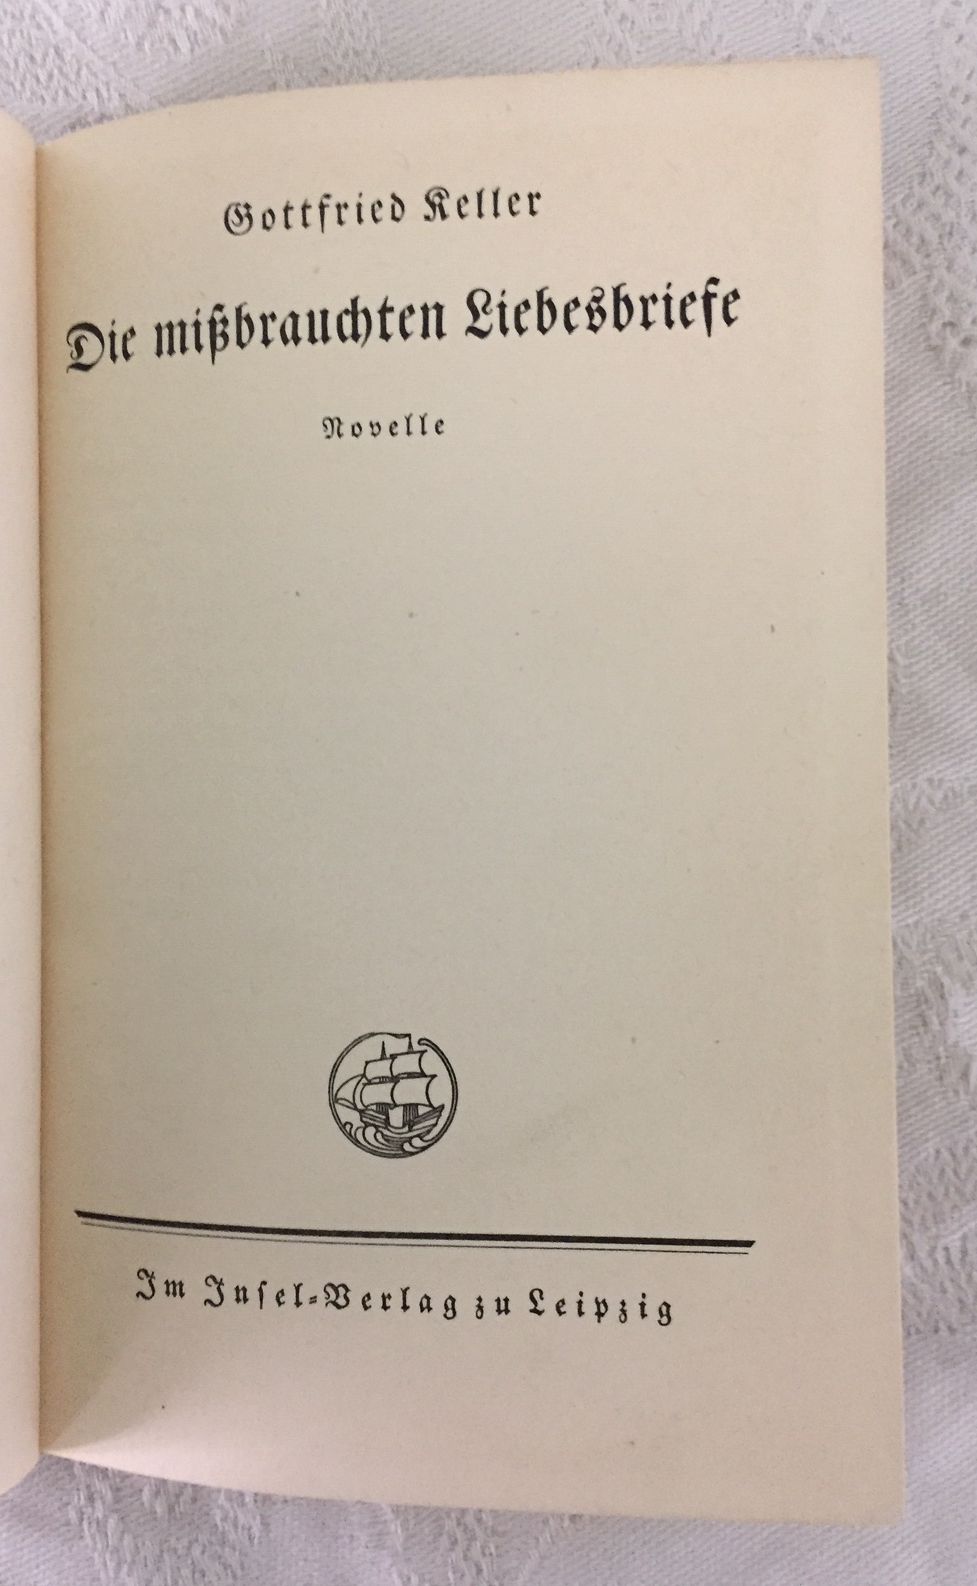 Gottfried Keller
Die mißbrauchten Liebesbriefe
Novelle
Im Insel-Verlag zu Leipzig